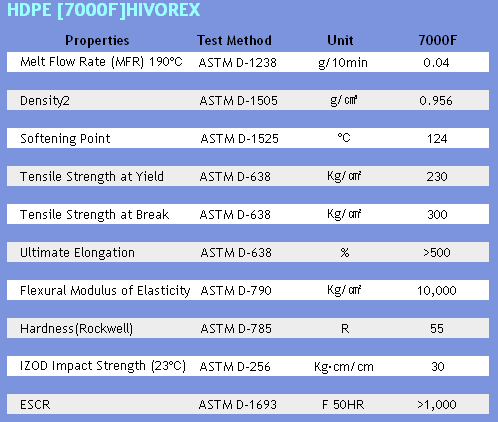 HDPE [7000F]HIVOREX
Properties Test Method Unit 7000F
Melt Flow Rate (MFR) 190°C ASTM D-1238 g/10min 0.04
Density2 ASTM D-1505 g/㎤ 0.956
Softening Point ASTM D-1525 °C 124
Tensile Strength at Yield ASTM D-638 Kg/㎠ 230
Tensile Strength at Break ASTM D-638 Kg/㎠ 300
Ultimate Elongation ASTM D-638 % >500
Flexural Modulus of Elasticity ASTM D-790 Kg/㎠ 10,000
Hardness(Rockwell) ASTM D-785 R 55
IZOD Impact Strength (23°C) ASTM D-256 Kg·cm/cm 30
ESCR ASTM D-1693 F 50HR >1,000